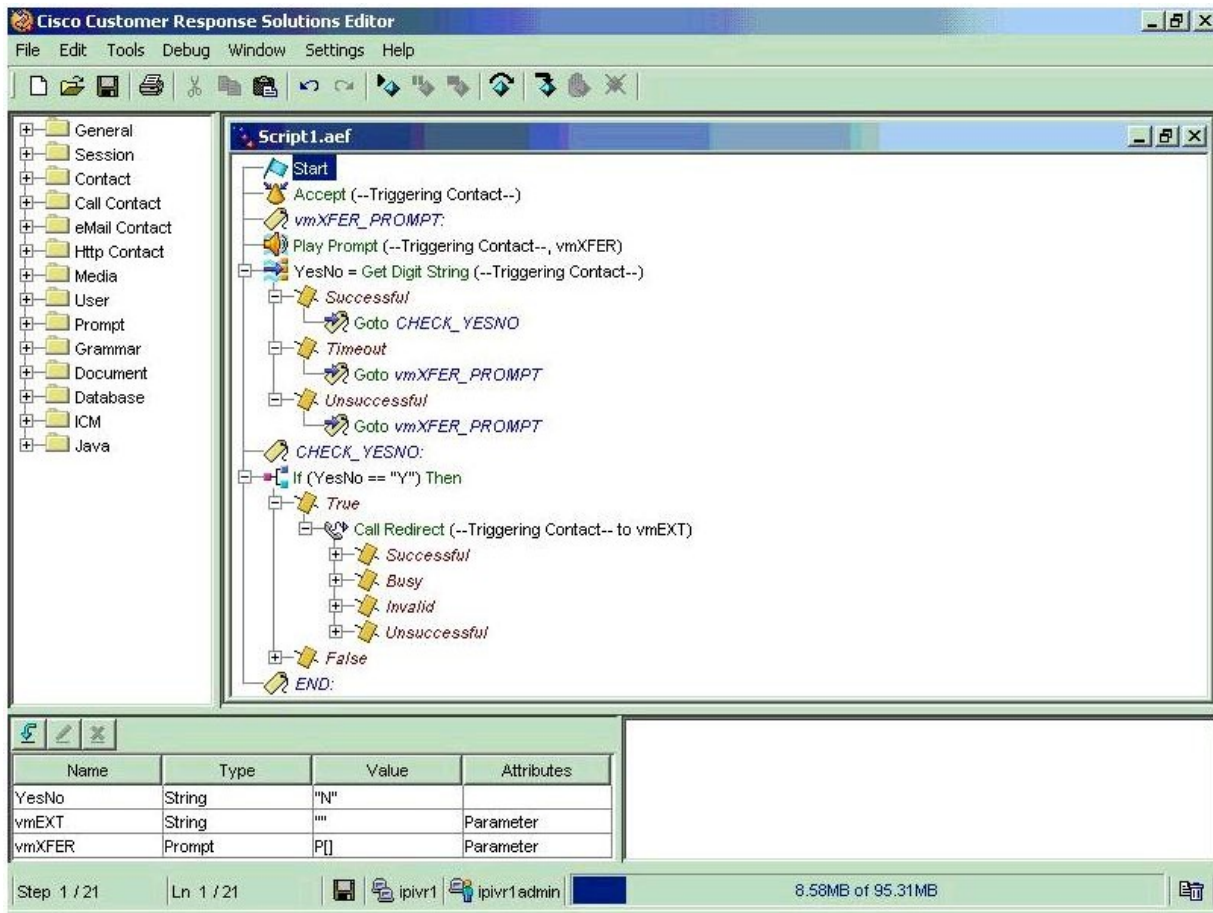 Cisco Customer Response Solutions Editor
File Edit Tools Debug Window Settings Help
General
Session
Contact
Call Contact
eMail Contact
Http Contact
Media
User
Prompt
Grammar
Document
Database
ICM
Java
Script1.aef
Start
Accept (--Triggering Contact--)
vmXFER_PROMPT:
Play Prompt (--Triggering Contact--, vmXFER)
YesNo = Get Digit String (--Triggering Contact--)
Successful
Goto CHECK_YESNO
Timeout
Goto vmXFER_PROMPT
Unsuccessful
Goto vmXFER_PROMPT
CHECK_YESNO:
If (YesNo == "Y") Then
True
Call Redirect (--Triggering Contact-- to vmEXT)
Successful
Busy
Invalid
Unsuccessful
False
END:
Name Type Value Attributes
YesNo String "N"
vmEXT String "" Parameter
vmXFER Prompt P[] Parameter
Step 1 / 21 Ln 1 / 21 ipivr1 ipivr1admin 8.58MB of 95.31MB